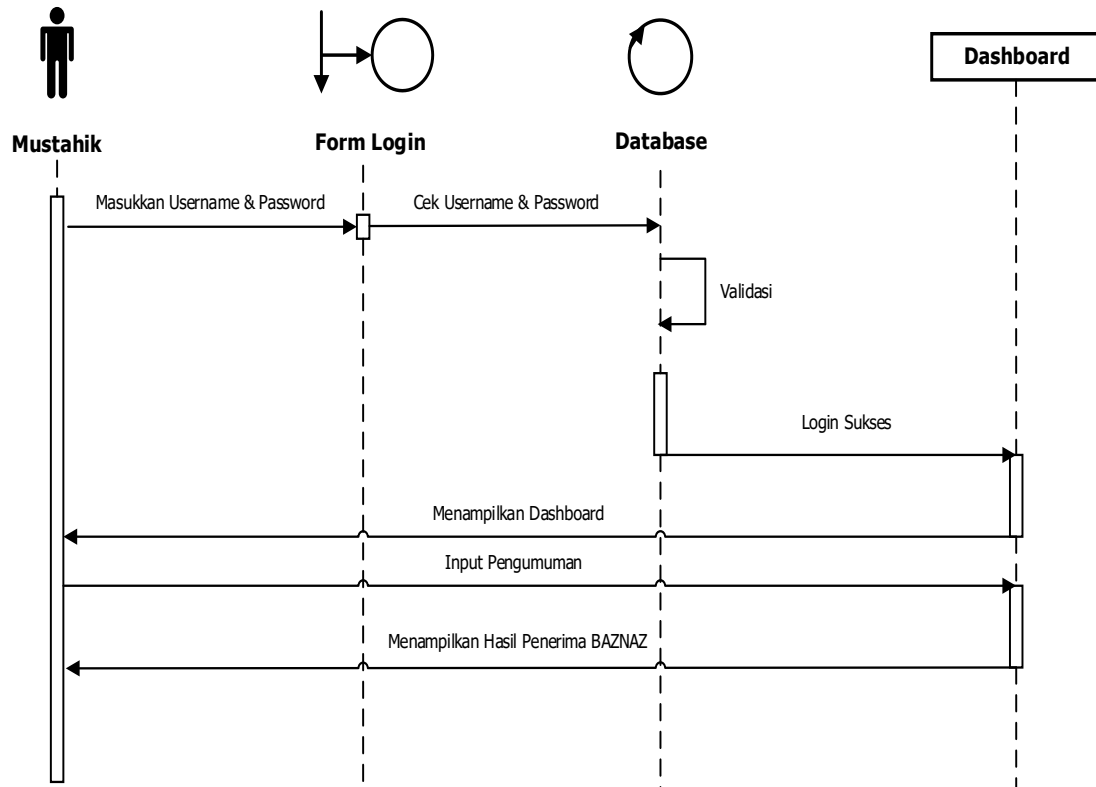 Dashboard
Mustahik
Form Login
Database
Masukkan Username & Password
Cek Username & Password
Validasi
Login Sukses
Menampilkan Dashboard
Input Pengumuman
Menampilkan Hasil Penerima BAZNAZ